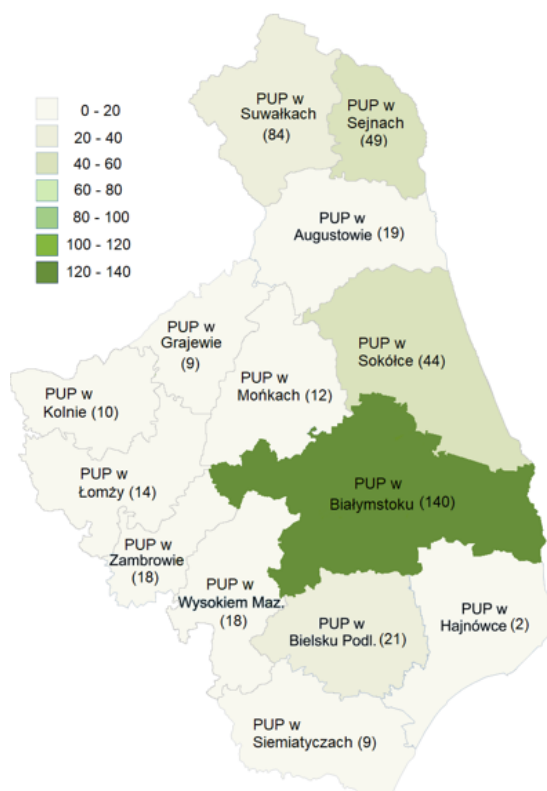 0 - 20
20 - 40
40 - 60
60 - 80
80 - 100
100 - 120
120 - 140
PUP w
Suwałkach
(84)
PUP w
Sejnach
(49)
PUP w
Augustowie (19)
PUP w
Grajewie
(9)
PUP w
Sokółce (44)
PUP w
Mońkach (12)
PUP w
Kolnie (10)
PUP w
Łomży (14)
PUP w
Białymstoku (140)
PUP w
Zambrowie
(18)
PUP w
Wysokiem Maz.
(18)
PUP w
Bielsku Podl. (21)
PUP w
Hajnówce (2)
PUP w
Siemiatyczach (9)